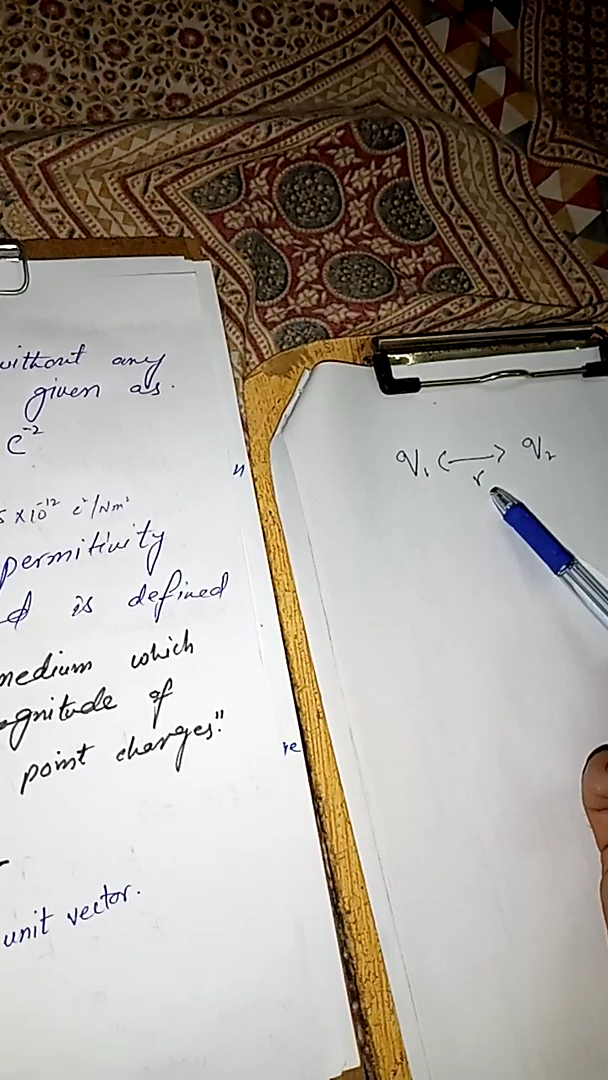 without any
given as.
C⁻²
5 ×10⁻¹² c²/Nm²
permitivity
is defined
medium which
magnitude of
point charges."
unit vector.
q₁ ⟷ q₂
r